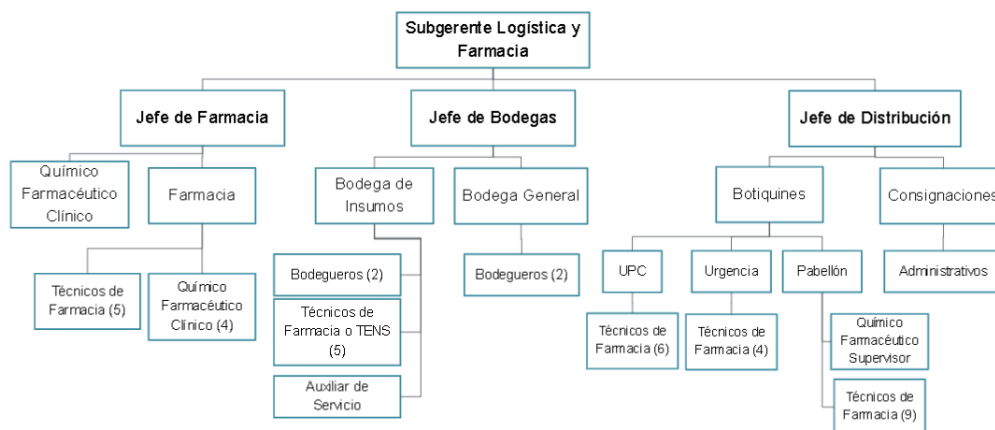 Subgerente Logística y
Farmacia
Jefe de Farmacia
Jefe de Bodegas
Jefe de Distribución
Químico
Farmacéutico
Clínico
Farmacia
Bodega de
Insumos
Bodega General
Botiquines
Consignaciones
Técnicos de
Farmacia (5)
Químico
Farmacéutico
Clínico (4)
Bodegueros (2)
Técnicos de
Farmacia o TENS
(5)
Auxiliar de
Servicio
Bodegueros (2)
UPC
Urgencia
Pabellón
Administrativos
Técnicos de
Farmacia (6)
Técnicos de
Farmacia (4)
Químico
Farmacéutico
Supervisor
Técnicos de
Farmacia (9)